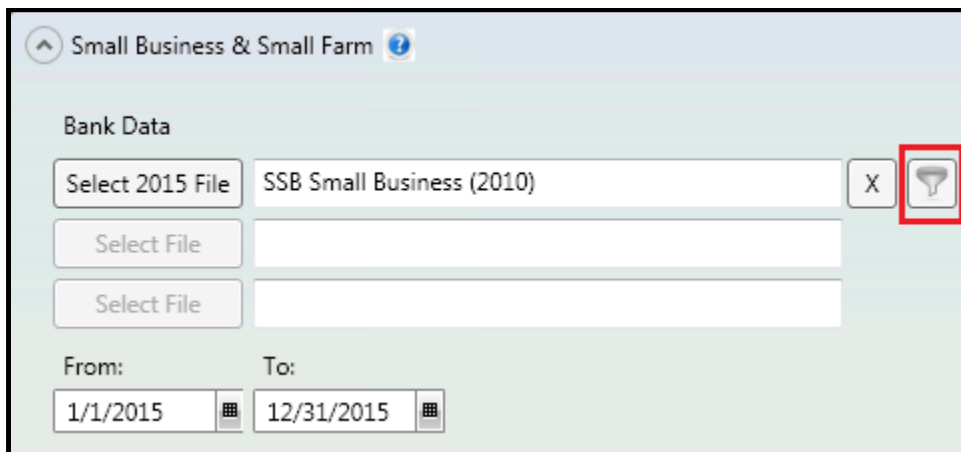 Small Business & Small Farm ?
Bank Data
Select 2015 File SSB Small Business (2010) X
Select File
Select File
From: To:
1/1/2015 12/31/2015